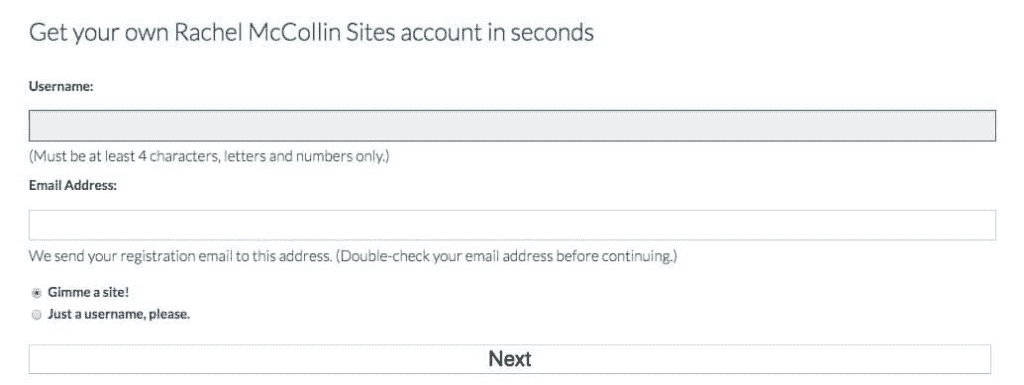 Get your own Rachel McCollin Sites account in seconds
Username:
(Must be at least 4 characters, letters and numbers only.)
Email Address:
We send your registration email to this address. (Double-check your email address before continuing.)
Gimme a site!
Just a username, please.
Next